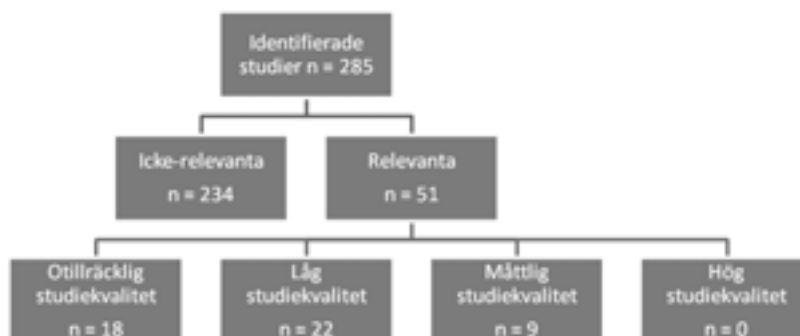 Identifierade
studier n = 285
Icke-relevanta
n = 234
Relevanta
n = 51
Otillräcklig
studiekvalitet
n = 18
Låg
studiekvalitet
n = 22
Måttlig
studiekvalitet
n = 9
Hög
studiekvalitet
n = 0